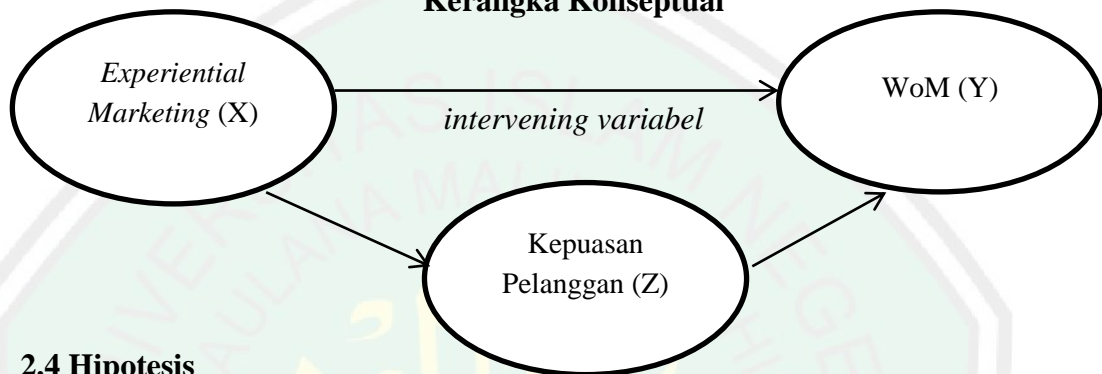 Kerangka Konseptual
Experiential
Marketing (X)
WoM (Y)
intervening variabel
Kepuasan
Pelanggan (Z)
2.4 Hipotesis